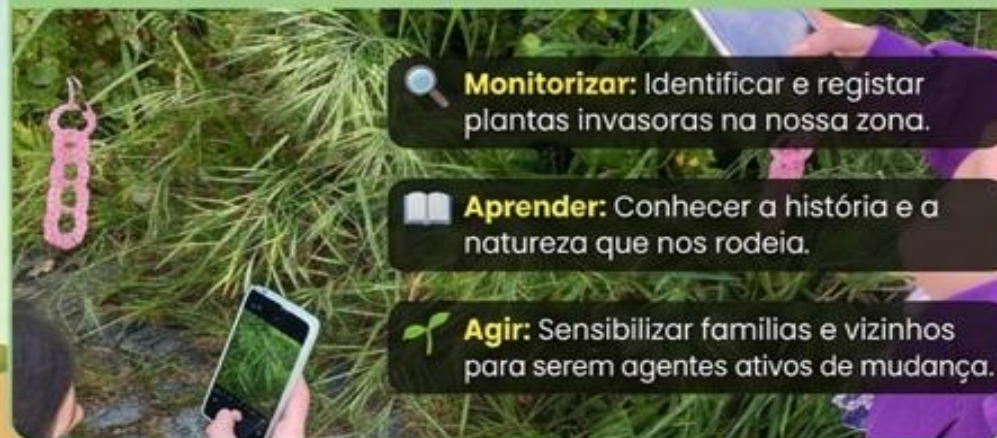 Monitorizar: Identificar e registar
plantas invasoras na nossa zona.
Aprender: Conhecer a história e a
natureza que nos rodeia.
Agir: Sensibilizar famílias e vizinhos
para serem agentes ativos de mudança.